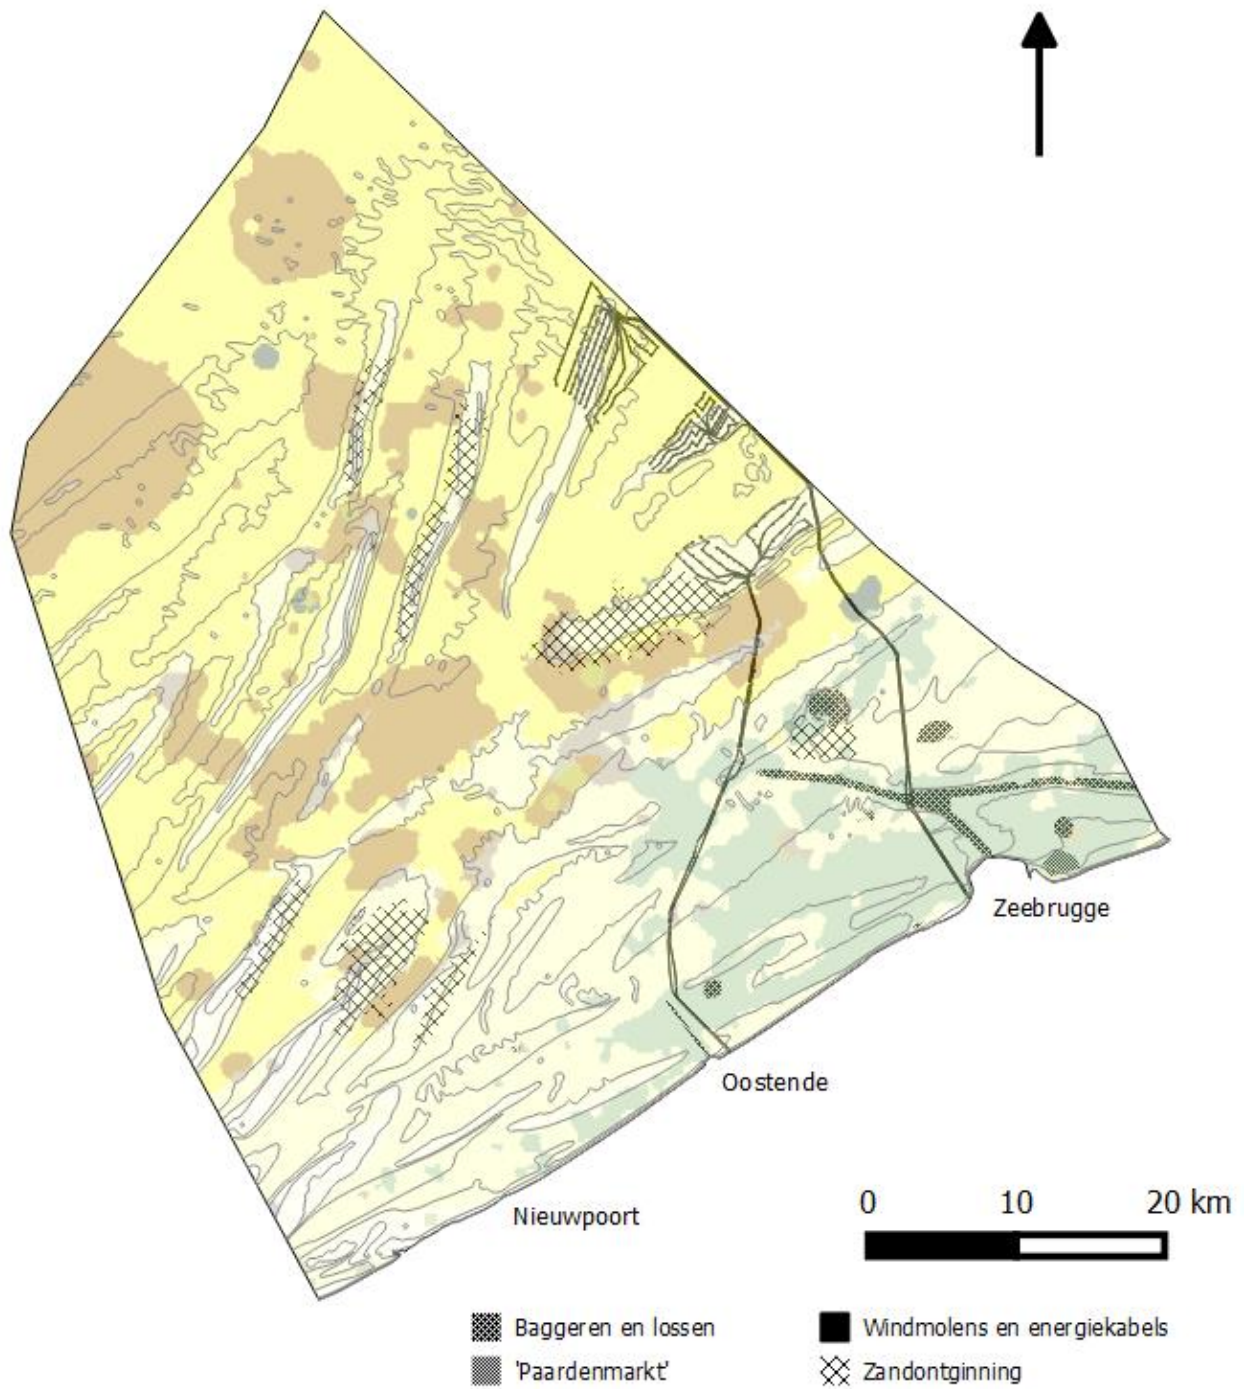 Zeebrugge
Oostende
Nieuwpoort
0 10 20 km
Baggeren en lossen
Windmolens en energiekabels
'Paardenmarkt'
Zandontginning